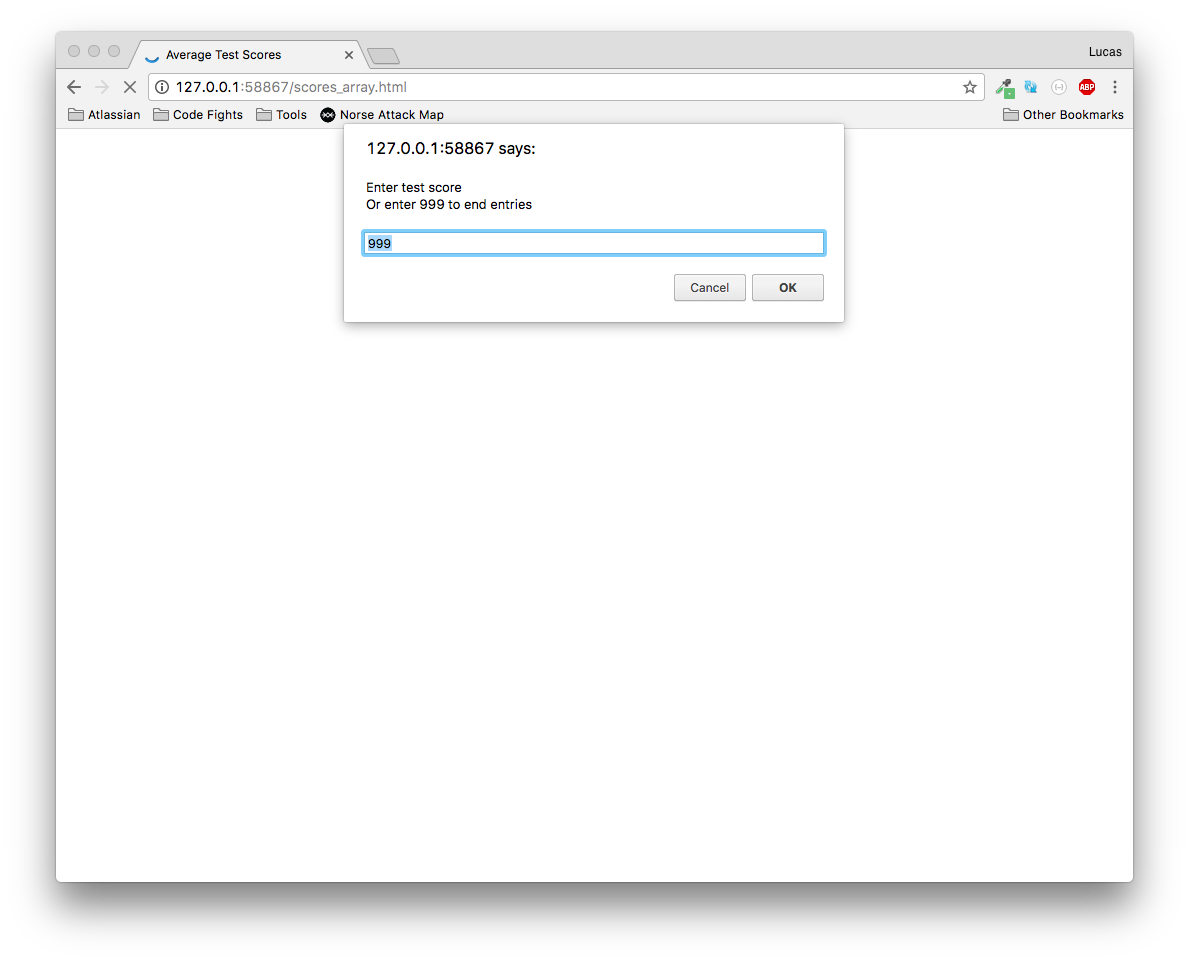 Average Test Scores
Lucas
127.0.0.1:58867/scores_array.html
ABP
Atlassian Code Fights Tools Norse Attack Map Other Bookmarks
127.0.0.1:58867 says:
Enter test score
Or enter 999 to end entries
999
Cancel OK